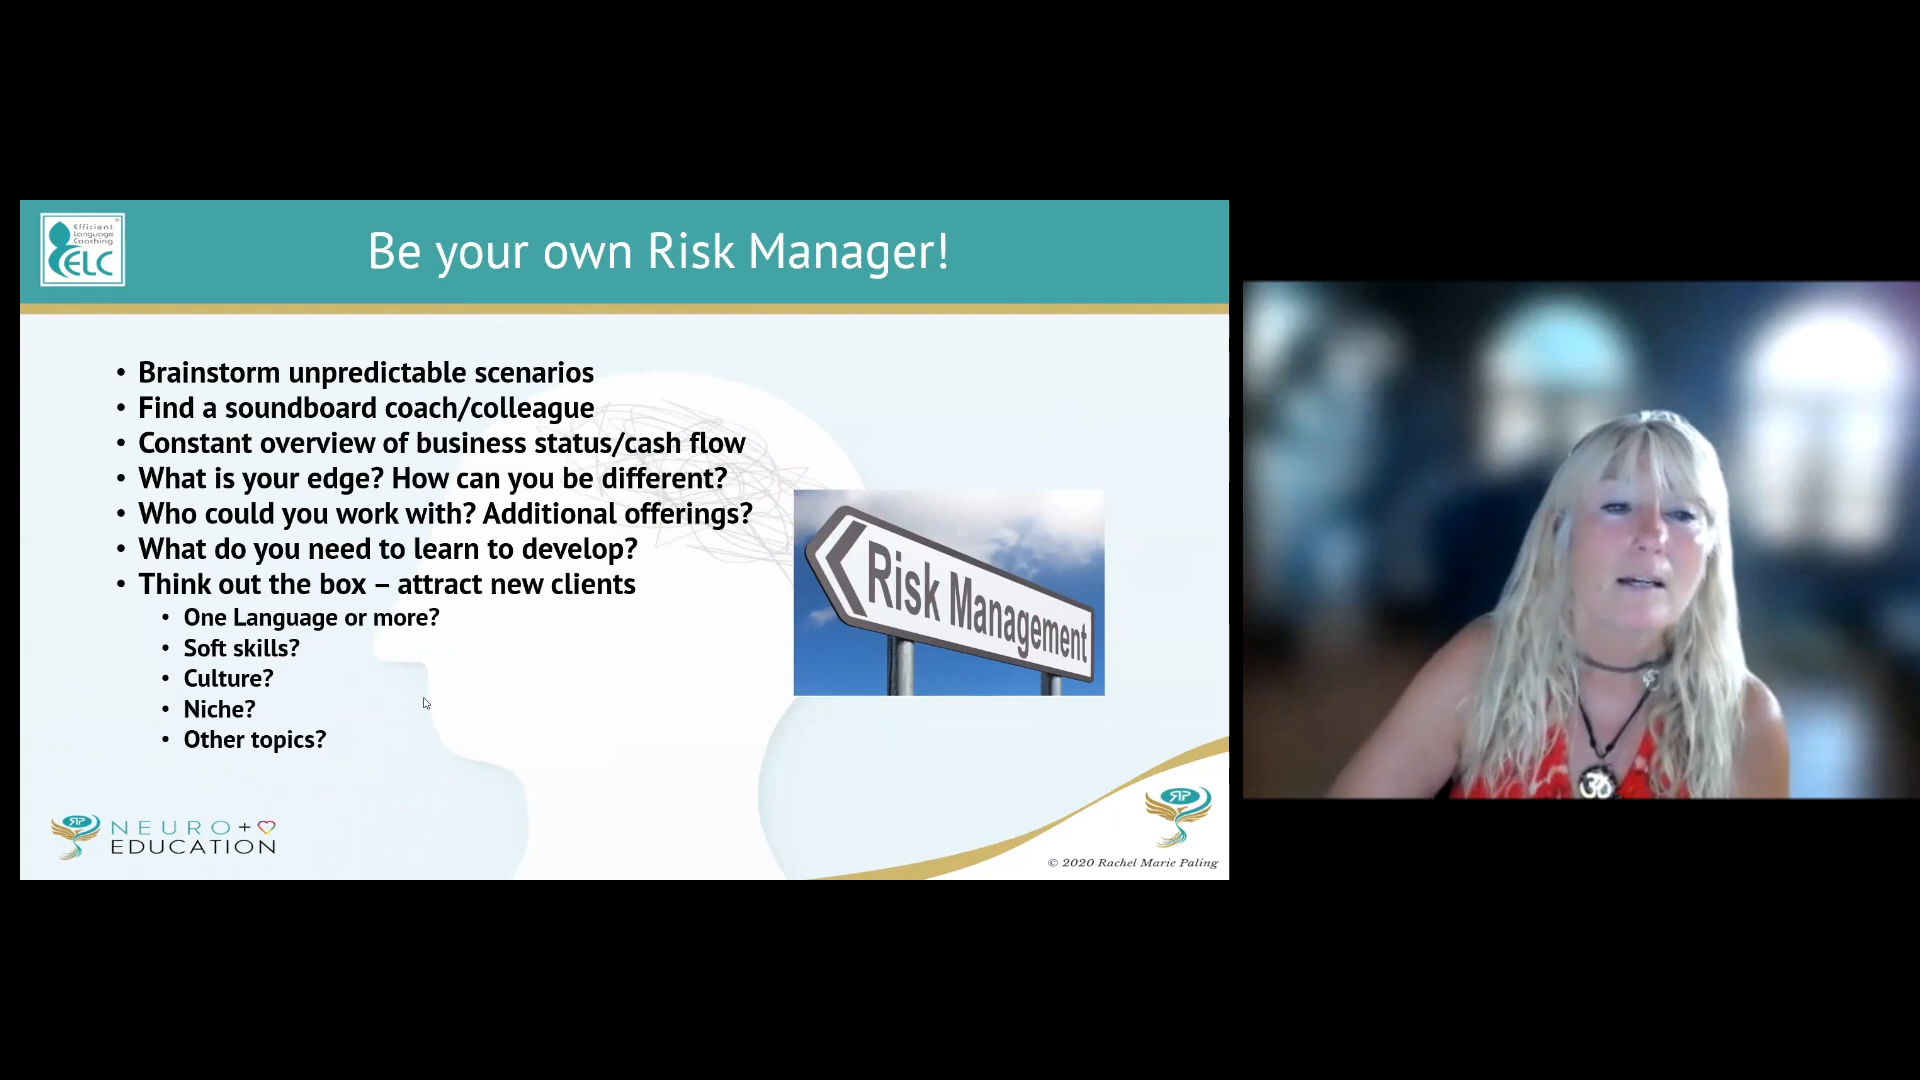 Efficient
Language
Coaching
ELC
Be your own Risk Manager!
• Brainstorm unpredictable scenarios
• Find a soundboard coach/colleague
• Constant overview of business status/cash flow
• What is your edge? How can you be different?
• Who could you work with? Additional offerings?
• What do you need to learn to develop?
• Think out the box – attract new clients
• One Language or more?
• Soft skills?
• Culture?
• Niche?
• Other topics?
Risk Management
NEURO+
EDUCATION
© 2020 Rachel Marie Paling